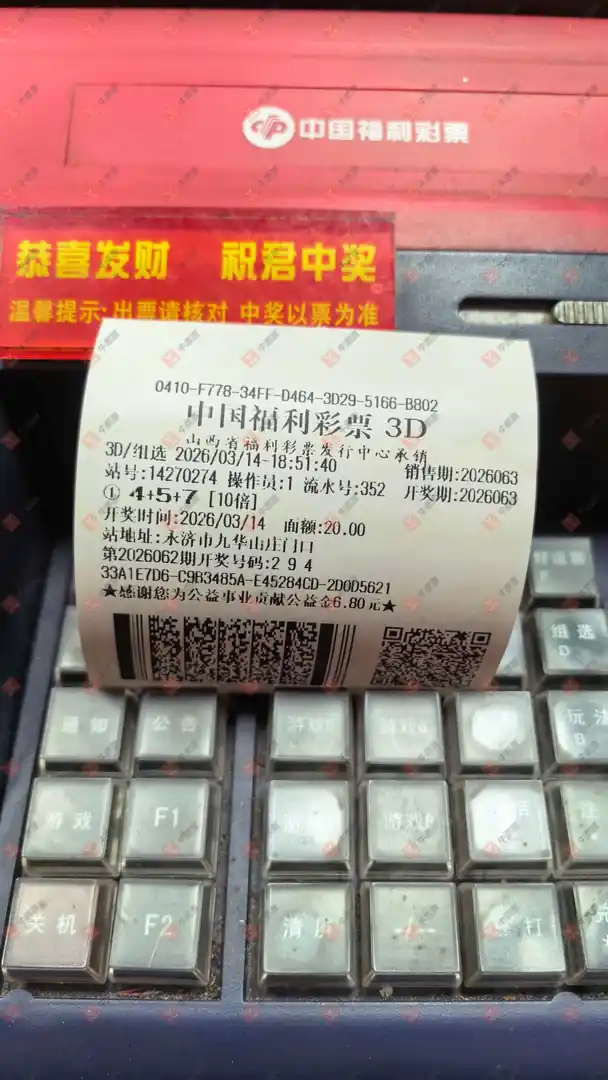 中国福利彩票
恭喜发财 祝君中奖
温馨提示:出票请核对 中奖以票为准
0410-F778-34FF-D464-3D29-5166-B802
中国福利彩票 3D
山西省福利彩票发行中心承销
3D/组选 2026/03/14-18:51:40 销售期:2026063
站号:14270274 操作员:1 流水号:352 开奖期:2026063
① 4+5+7 [10倍]
开奖时间:2026/03/14 面额:20.00
站地址:永济市九华山庄门口
第2026062期开奖号码:2 9 4
33A1E7D6-C9B3485A-E45284CD-2D0D5621
★感谢您为公益事业贡献公益金6.80元★
组选
D
通知 公告 玩法
B
游戏 F1 注
关机 F2 清
打